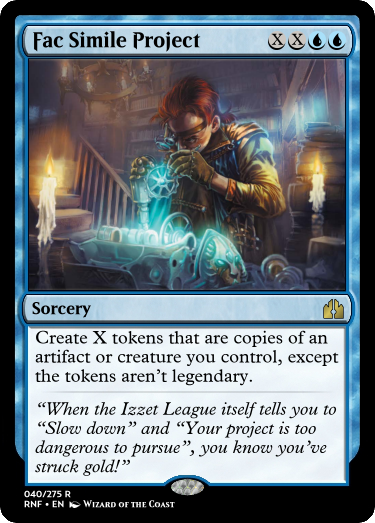 Fac Simile Project XX
Sorcery
Create X tokens that are copies of an
artifact or creature you control, except
the tokens aren't legendary.
“When the Izzet League itself tells you to
“Slow down” and “Your project is too
dangerous to pursue”, you know you’ve
struck gold!”
040/275 R
RNF • EN Wizard of the Coast